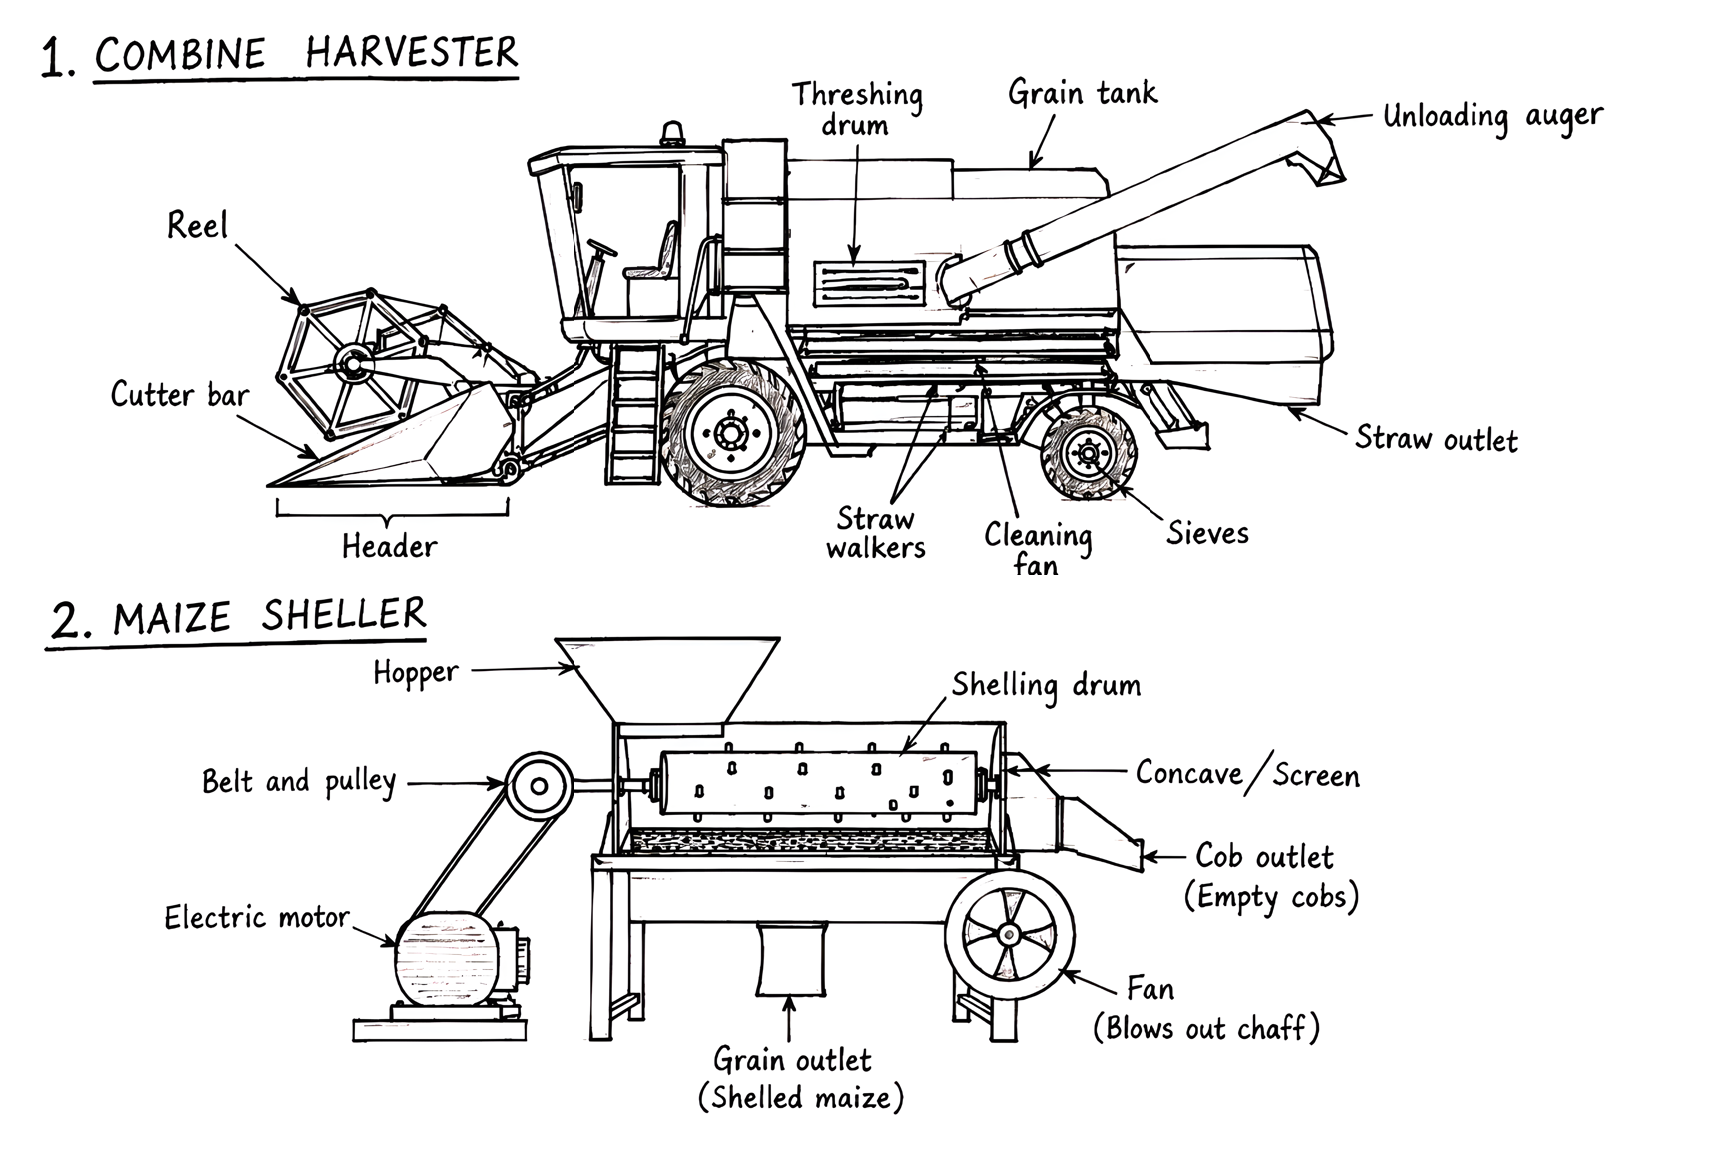 1. COMBINE HARVESTER
Threshing
drum
Grain tank
Unloading auger
Reel
Cutter bar
Header
Straw
walkers
Cleaning
fan
Sieves
Straw outlet
2. MAIZE SHELLER
Hopper
Shelling drum
Belt and pulley
Concave/Screen
Cob outlet
(Empty cobs)
Electric motor
Fan
(Blows out chaff)
Grain outlet
(Shelled maize)